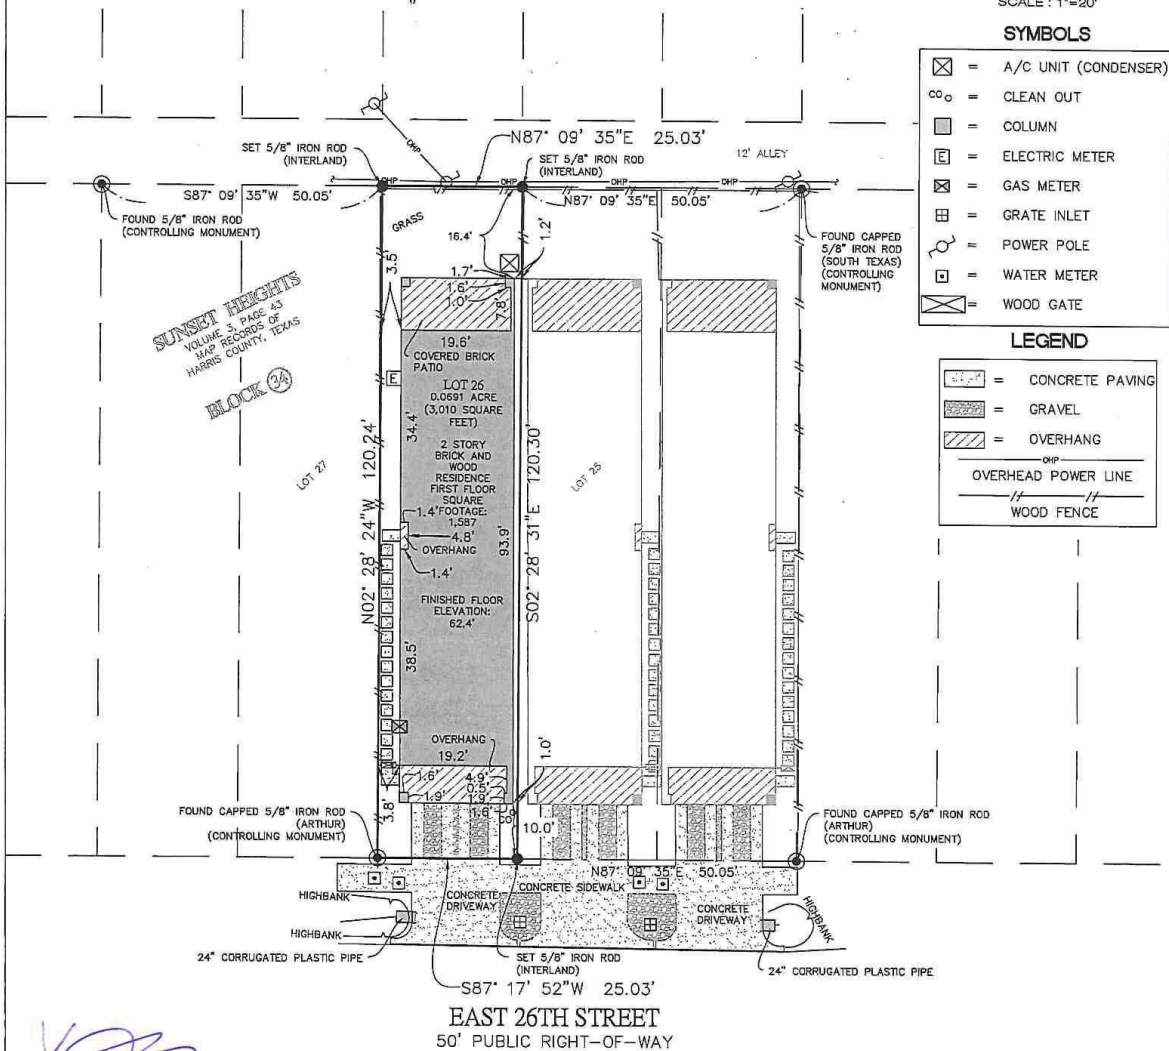 SCALE : 1"=20'
SYMBOLS
= A/C UNIT (CONDENSER)
CO = CLEAN OUT
= COLUMN
E = ELECTRIC METER
= GAS METER
= GRATE INLET
= POWER POLE
= WATER METER
= WOOD GATE
LEGEND
= CONCRETE PAVING
= GRAVEL
= OVERHANG
OHP
OVERHEAD POWER LINE
WOOD FENCE
OHP
N87° 09' 35"E 25.03'
SET 5/8" IRON ROD
(INTERLAND)
SET 5/8" IRON ROD
(INTERLAND)
12' ALLEY
OHP
OHP
OHP
OHP
S87° 09' 35"W 50.05'
N87° 09' 35"E 50.05'
FOUND 5/8" IRON ROD
(CONTROLLING MONUMENT)
GRASS
16.4'
1.2'
FOUND CAPPED
5/8" IRON ROD
(SOUTH TEXAS)
(CONTROLLING
MONUMENT)
3.5'
1.7'
1.6'
1.0'
7.8'
SUNSET HEIGHTS
VOLUME 3, PAGE 43
MAP RECORDS OF
HARRIS COUNTY, TEXAS
BLOCK 34
19.6'
COVERED BRICK
PATIO
E
LOT 26
0.0691 ACRE
(3,010 SQUARE
FEET)
34.4'
2 STORY
BRICK AND
WOOD
RESIDENCE
FIRST FLOOR
SQUARE
FOOTAGE:
1,587
LOT 27
LOT 25
N02° 28' 24"W 120.24'
S02° 28' 31"E 120.30'
93.9'
1.4'
4.8'
OVERHANG
1.4'
FINISHED FLOOR
ELEVATION:
62.4'
38.5'
OVERHANG
19.2'
1.0'
1.6'
4.9'
0.5'
1.9'
1.9'
1.6'
CO
3.8'
10.0'
FOUND CAPPED 5/8" IRON ROD
(ARTHUR)
(CONTROLLING MONUMENT)
FOUND CAPPED 5/8" IRON ROD
(ARTHUR)
(CONTROLLING MONUMENT)
N87° 09' 35"E 50.05'
CONCRETE SIDEWALK
HIGHBANK
CONCRETE
DRIVEWAY
CONCRETE
DRIVEWAY
HIGHBANK
HIGHBANK
24" CORRUGATED PLASTIC PIPE
SET 5/8" IRON ROD
(INTERLAND)
24" CORRUGATED PLASTIC PIPE
S87° 17' 52"W 25.03'
EAST 26TH STREET
50' PUBLIC RIGHT-OF-WAY